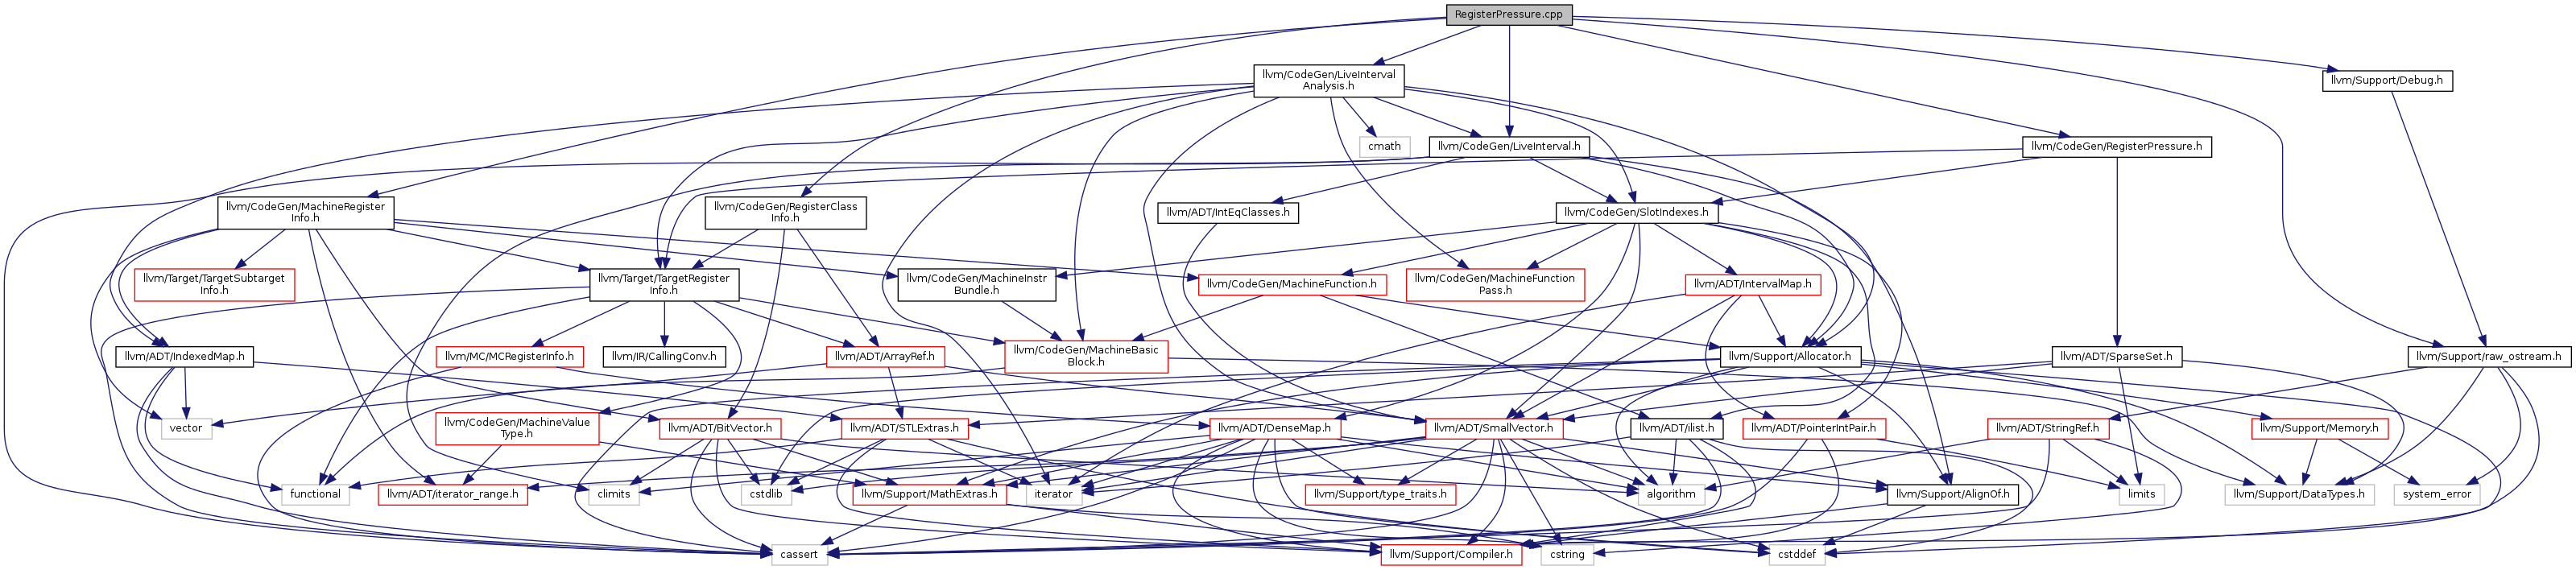 RegisterPressure.cpp
llvm/CodeGen/LiveInterval
Analysis.h
llvm/Support/Debug.h
cmath
llvm/CodeGen/LiveInterval.h
llvm/CodeGen/RegisterPressure.h
llvm/CodeGen/MachineRegister
Info.h
llvm/CodeGen/RegisterClass
Info.h
llvm/ADT/IntEqClasses.h
llvm/CodeGen/SlotIndexes.h
llvm/Target/TargetSubtarget
Info.h
llvm/Target/TargetRegister
Info.h
llvm/CodeGen/MachineInstr
Bundle.h
llvm/CodeGen/MachineFunction.h
llvm/CodeGen/MachineFunction
Pass.h
llvm/ADT/IntervalMap.h
llvm/ADT/IndexedMap.h
llvm/MC/MCRegisterInfo.h
llvm/IR/CallingConv.h
llvm/ADT/ArrayRef.h
llvm/CodeGen/MachineBasic
Block.h
llvm/Support/Allocator.h
llvm/ADT/SparseSet.h
llvm/Support/raw_ostream.h
vector
llvm/CodeGen/MachineValue
Type.h
llvm/ADT/BitVector.h
llvm/ADT/STLExtras.h
llvm/ADT/DenseMap.h
llvm/ADT/SmallVector.h
llvm/ADT/ilist.h
llvm/ADT/PointerIntPair.h
llvm/ADT/StringRef.h
llvm/Support/Memory.h
functional
llvm/ADT/iterator_range.h
climits
cstdlib
llvm/Support/MathExtras.h
iterator
llvm/Support/type_traits.h
algorithm
llvm/Support/AlignOf.h
limits
llvm/Support/DataTypes.h
system_error
cassert
llvm/Support/Compiler.h
cstring
cstddef